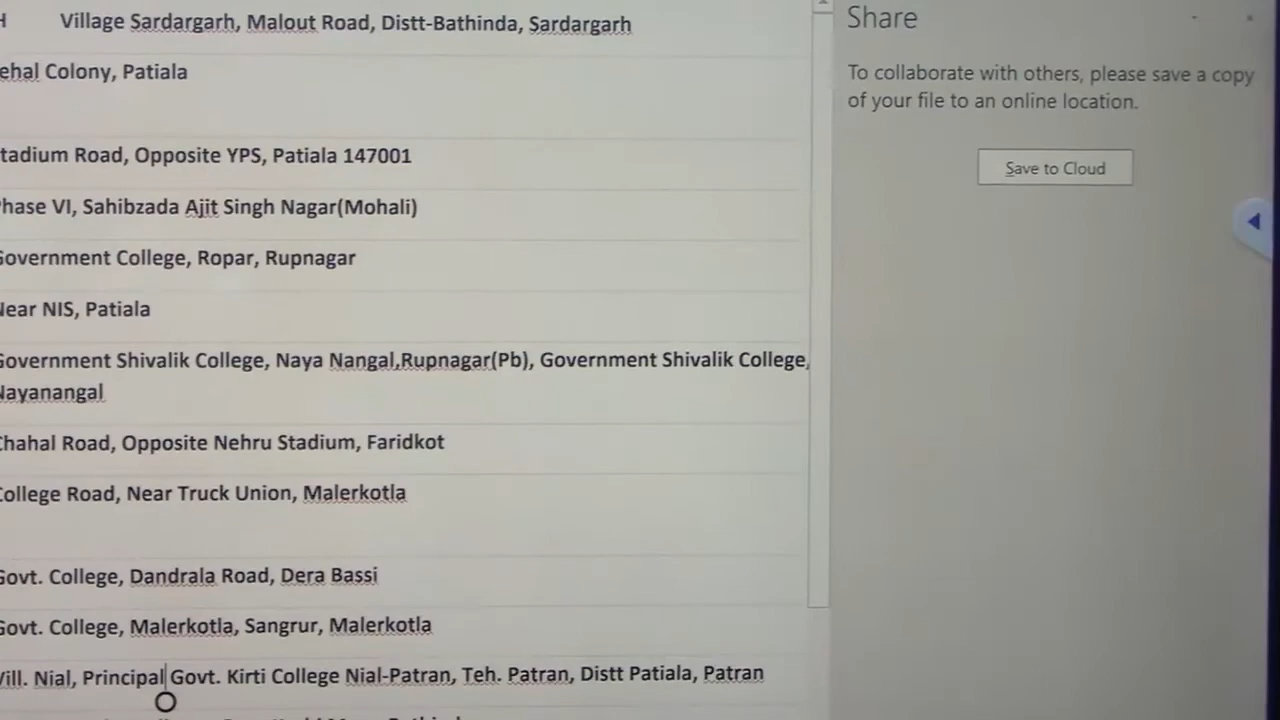 Village Sardargarh, Malout Road, Distt-Bathinda, Sardargarh
ehal Colony, Patiala
tadium Road, Opposite YPS, Patiala 147001
Phase VI, Sahibzada Ajit Singh Nagar(Mohali)
Government College, Ropar, Rupnagar
Near NIS, Patiala
Government Shivalik College, Naya Nangal,Rupnagar(Pb), Government Shivalik College,
Nayanangal
Chahal Road, Opposite Nehru Stadium, Faridkot
College Road, Near Truck Union, Malerkotla
Govt. College, Dandrala Road, Dera Bassi
Govt. College, Malerkotla, Sangrur, Malerkotla
Vill. Nial, Principal Govt. Kirti College Nial-Patran, Teh. Patran, Distt Patiala, Patran
Share
To collaborate with others, please save a copy
of your file to an online location.
Save to Cloud